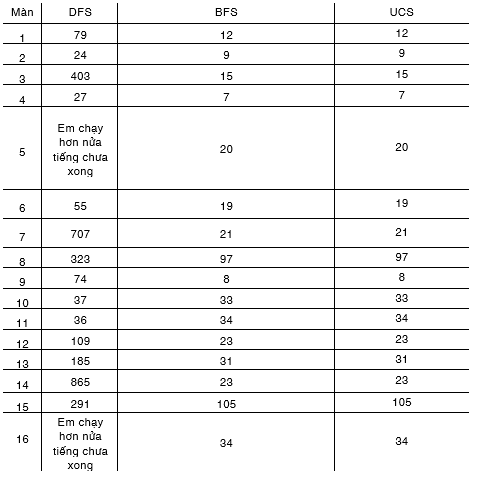 Màn DFS BFS UCS
1 79 12 12
2 24 9 9
3 403 15 15
4 27 7 7
5 Em chạy hơn nửa tiếng chưa xong 20 20
6 55 19 19
7 707 21 21
8 323 97 97
9 74 8 8
10 37 33 33
11 36 34 34
12 109 23 23
13 185 31 31
14 865 23 23
15 291 105 105
16 Em chạy hơn nửa tiếng chưa xong 34 34